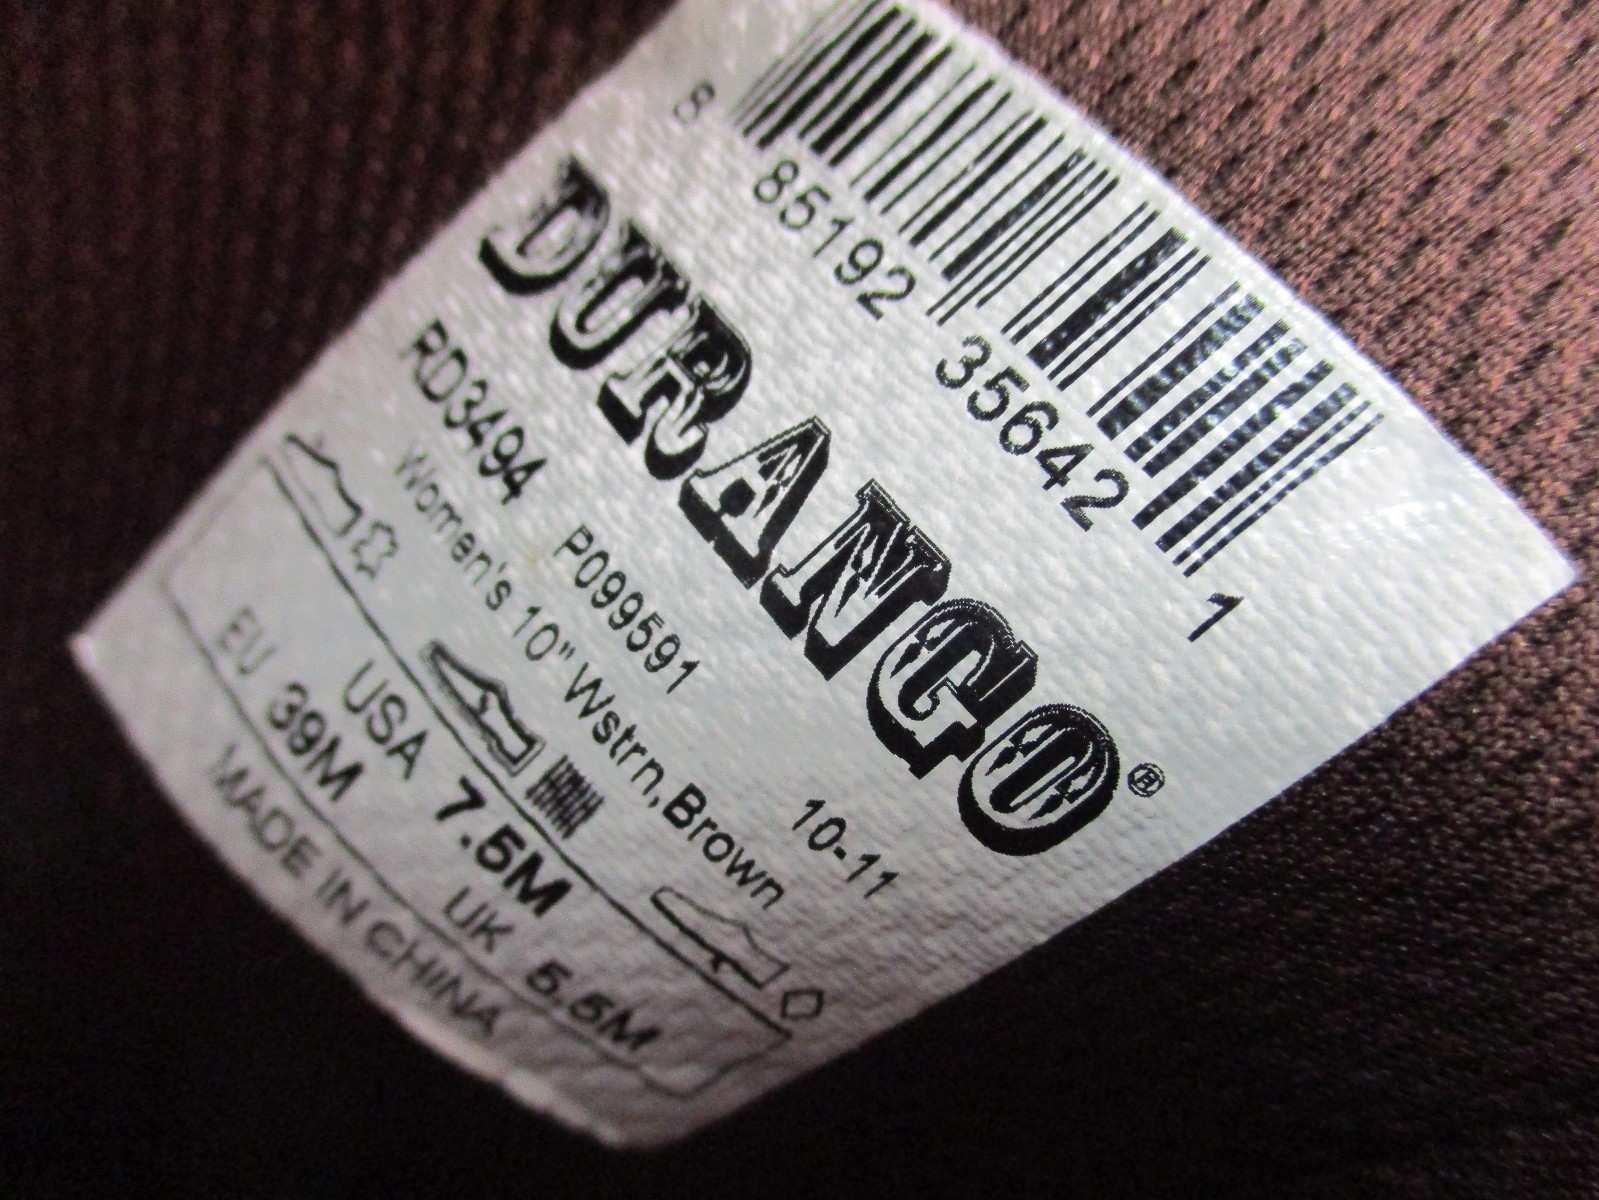 8 85192 35642 1
DURANGO®
RD3494 P099591 10-11
Women's 10" Wstrn,Brown
USA 7.5M
EU 39M UK 5.5M
MADE IN CHINA